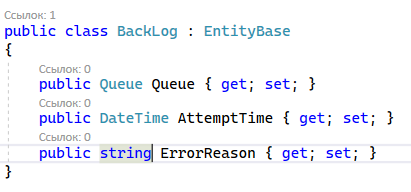 Ссылок: 1
public class BackLog : EntityBase
{
Ссылок: 0
public Queue Queue { get; set; }
Ссылок: 0
public DateTime AttemptTime { get; set; }
Ссылок: 0
public string ErrorReason { get; set; }
}